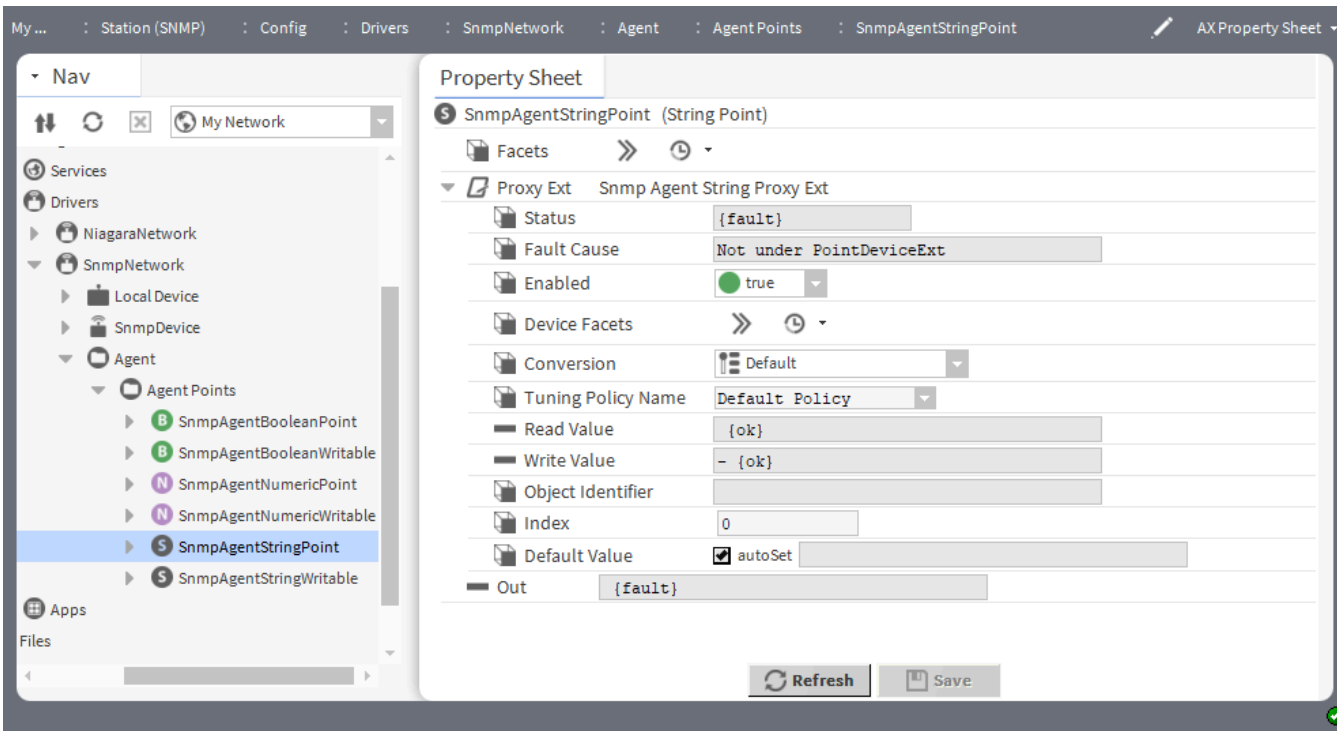 My ... : Station (SNMP) : Config : Drivers : SnmpNetwork : Agent : Agent Points : SnmpAgentStringPoint AX Property Sheet
Nav
My Network
Services
Drivers
NiagaraNetwork
SnmpNetwork
Local Device
SnmpDevice
Agent
Agent Points
B SnmpAgentBooleanPoint
B SnmpAgentBooleanWritable
N SnmpAgentNumericPoint
N SnmpAgentNumericWritable
S SnmpAgentStringPoint
S SnmpAgentStringWritable
Apps
Files
Property Sheet
S SnmpAgentStringPoint (String Point)
Facets
Proxy Ext Snmp Agent String Proxy Ext
Status {fault}
Fault Cause Not under PointDeviceExt
Enabled true
Device Facets
Conversion Default
Tuning Policy Name Default Policy
Read Value {ok}
Write Value - {ok}
Object Identifier
Index 0
Default Value autoSet
Out {fault}
Refresh Save